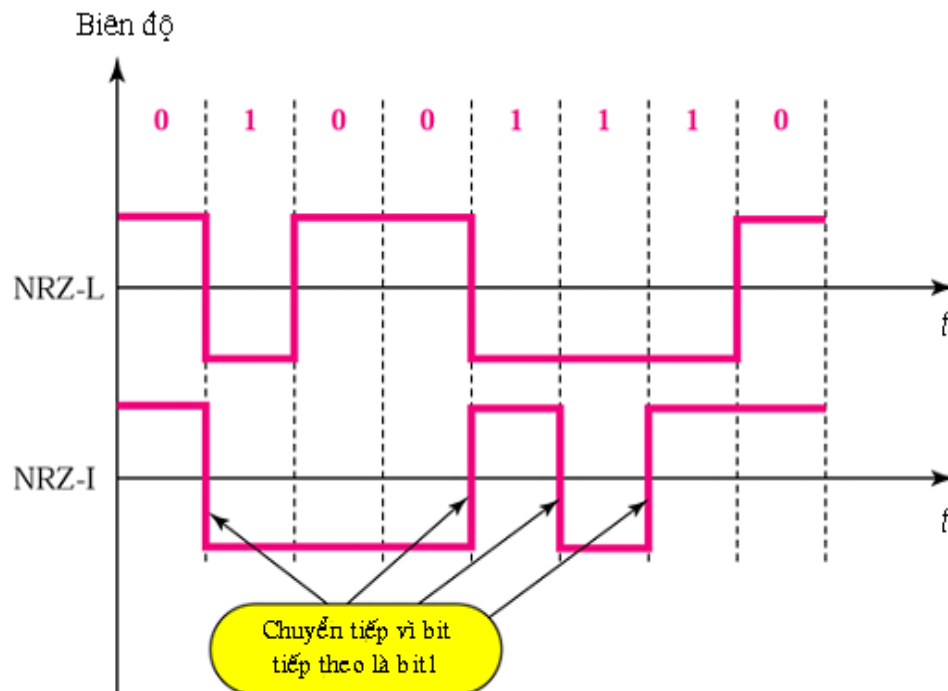 Biên độ
0 1 0 0 1 1 1 0
NRZ-L
t
NRZ-I
t
Chuyển tiếp vì bit
tiếp theo là bit1